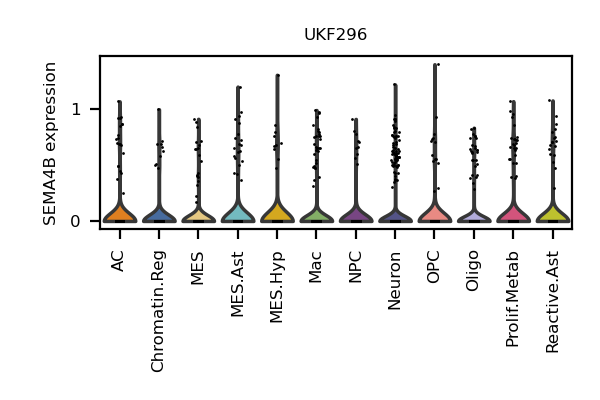 UKF296
SEMA4B expression
1
0
AC
Chromatin.Reg
MES
MES.Ast
MES.Hyp
Mac
NPC
Neuron
OPC
Oligo
Prolif.Metab
Reactive.Ast